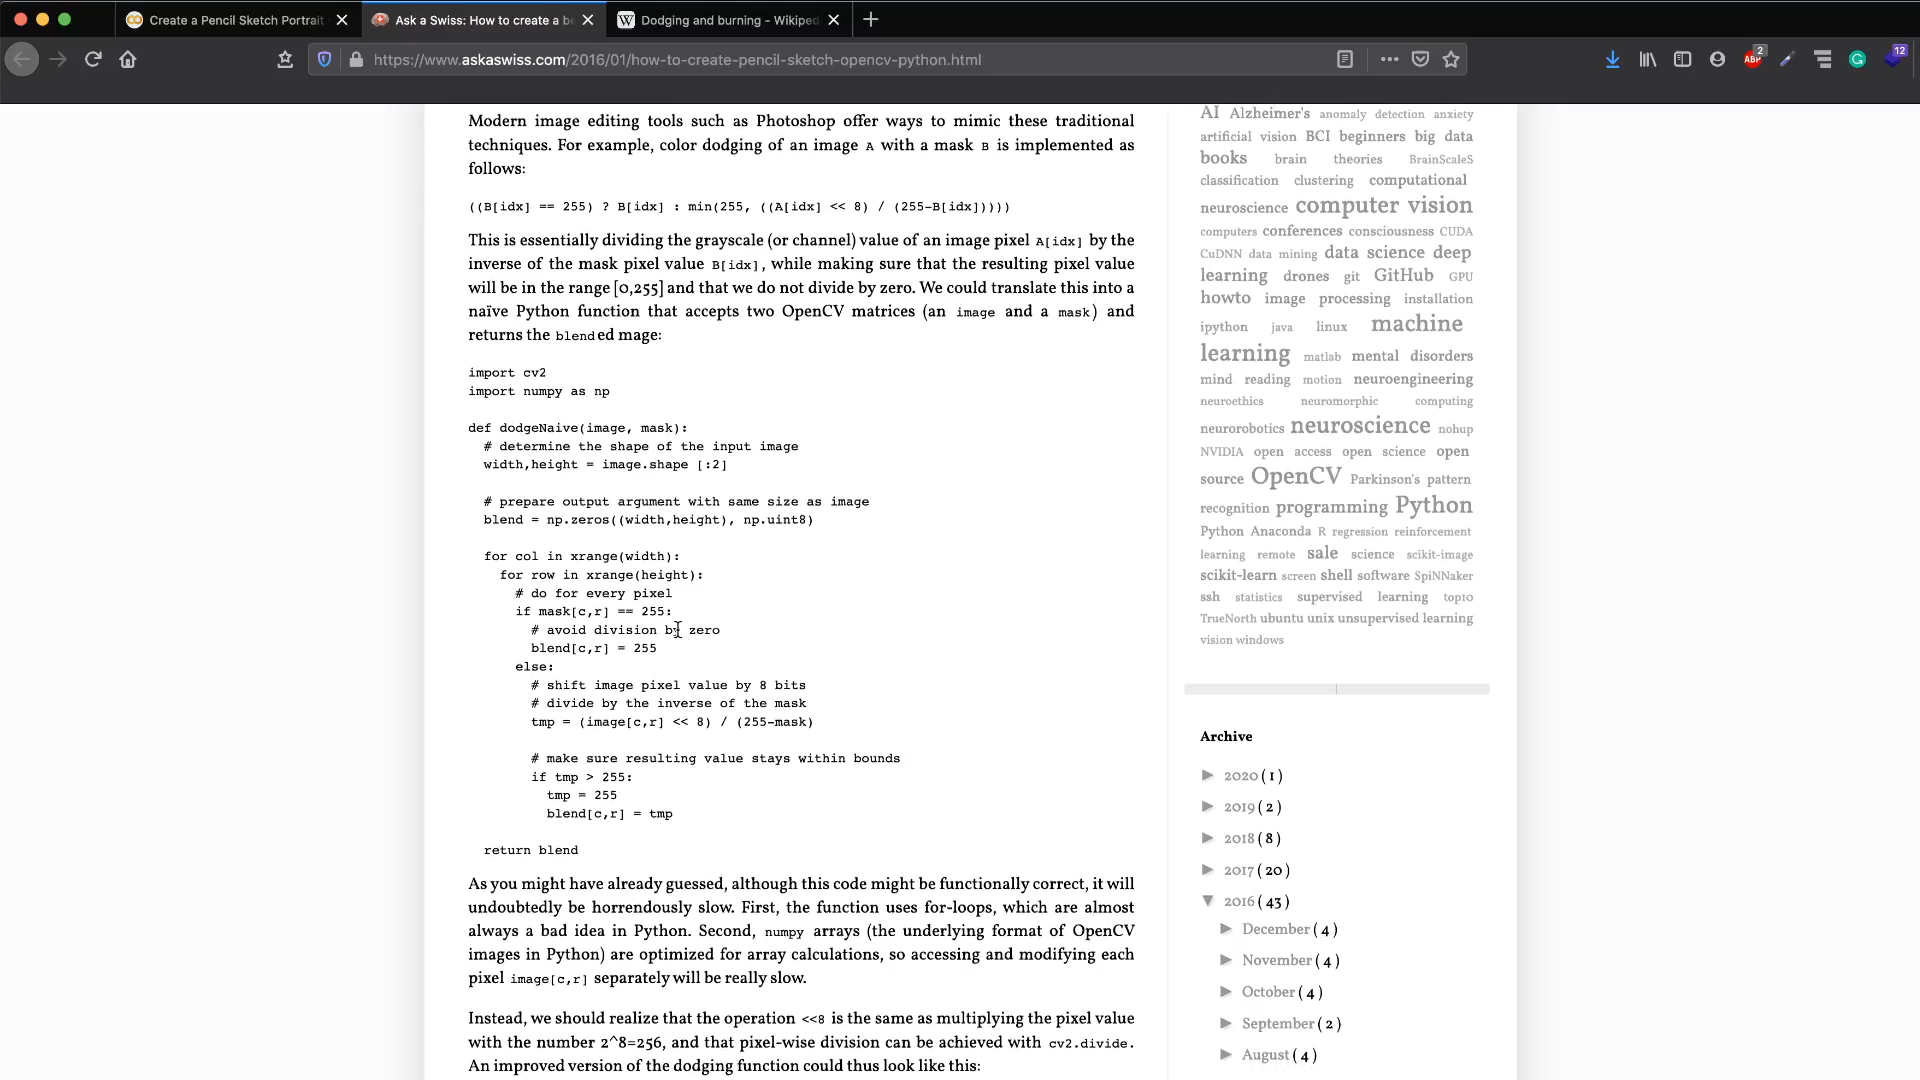 Create a Pencil Sketch Portrait
Ask a Swiss: How to create a be
Dodging and burning - Wikiped
https://www.askaswiss.com/2016/01/how-to-create-pencil-sketch-opencv-python.html
ABP
2
12
Modern image editing tools such as Photoshop offer ways to mimic these traditional
techniques. For example, color dodging of an image A with a mask B is implemented as
follows:
((B[idx] == 255) ? B[idx] : min(255, ((A[idx] << 8) / (255-B[idx]))))
This is essentially dividing the grayscale (or channel) value of an image pixel A[idx] by the
inverse of the mask pixel value B[idx], while making sure that the resulting pixel value
will be in the range [0,255] and that we do not divide by zero. We could translate this into a
naïve Python function that accepts two OpenCV matrices (an image and a mask) and
returns the blended mage:
import cv2
import numpy as np
def dodgeNaive(image, mask):
# determine the shape of the input image
width,height = image.shape [:2]
# prepare output argument with same size as image
blend = np.zeros((width,height), np.uint8)
for col in xrange(width):
for row in xrange(height):
# do for every pixel
if mask[c,r] == 255:
# avoid division by zero
blend[c,r] = 255
else:
# shift image pixel value by 8 bits
# divide by the inverse of the mask
tmp = (image[c,r] << 8) / (255-mask)
# make sure resulting value stays within bounds
if tmp > 255:
tmp = 255
blend[c,r] = tmp
return blend
As you might have already guessed, although this code might be functionally correct, it will
undoubtedly be horrendously slow. First, the function uses for-loops, which are almost
always a bad idea in Python. Second, numpy arrays (the underlying format of OpenCV
images in Python) are optimized for array calculations, so accessing and modifying each
pixel image[c,r] separately will be really slow.
Instead, we should realize that the operation <<8 is the same as multiplying the pixel value
with the number 2^8=256, and that pixel-wise division can be achieved with cv2.divide.
An improved version of the dodging function could thus look like this:
AI Alzheimer's anomaly detection anxiety
artificial vision BCI beginners big data
books brain theories BrainScaleS
classification clustering computational
neuroscience computer vision
computers conferences consciousness CUDA
CuDNN data mining data science deep
learning drones git GitHub GPU
howto image processing installation
ipython java linux machine
learning matlab mental disorders
mind reading motion neuroengineering
neuroethics neuromorphic computing
neurorobotics neuroscience nohup
NVIDIA open access open science open
source OpenCV Parkinson's pattern
recognition programming Python
Python Anaconda R regression reinforcement
learning remote sale science scikit-image
scikit-learn screen shell software SpiNNaker
ssh statistics supervised learning top10
TrueNorth ubuntu unix unsupervised learning
vision windows
Archive
► 2020 ( 1 )
► 2019 ( 2 )
► 2018 ( 8 )
► 2017 ( 20 )
▼ 2016 ( 43 )
► December ( 4 )
► November ( 4 )
► October ( 4 )
► September ( 2 )
► August ( 4 )